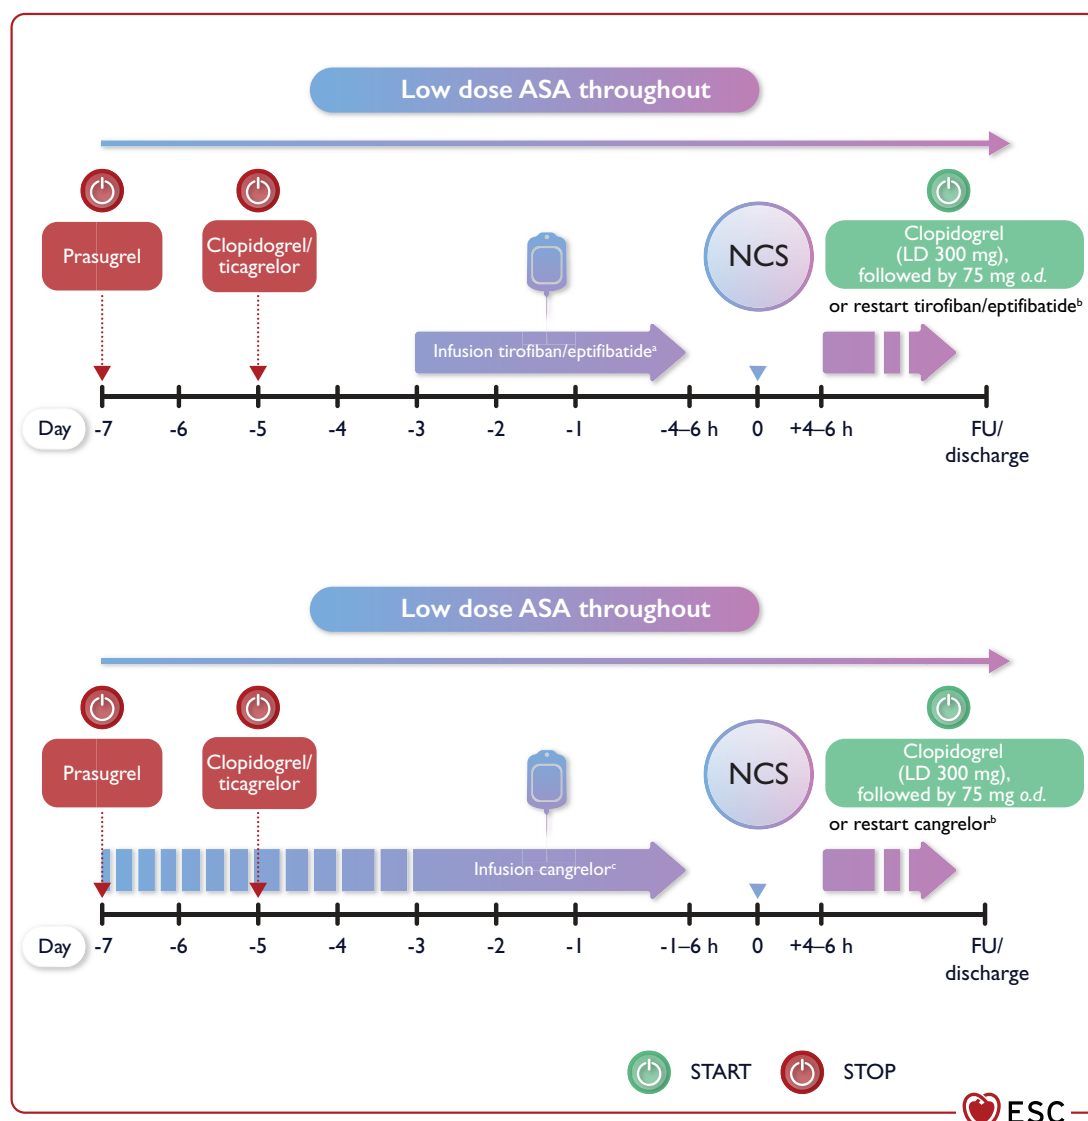 Low dose ASA throughout
Prasugrel
Clopidogrel/
ticagrelor
NCS
Clopidogrel
(LD 300 mg),
followed by 75 mg o.d.
or restart tirofiban/eptifibatideᵇ
Infusion tirofiban/eptifibatideᵃ
Day -7 -6 -5 -4 -3 -2 -1 -4–6 h 0 +4–6 h FU/
discharge
Low dose ASA throughout
Prasugrel
Clopidogrel/
ticagrelor
NCS
Clopidogrel
(LD 300 mg),
followed by 75 mg o.d.
or restart cangrelorᵇ
Infusion cangrelorᶜ
Day -7 -6 -5 -4 -3 -2 -1 -1–6 h 0 +4–6 h FU/
discharge
START STOP
ESC